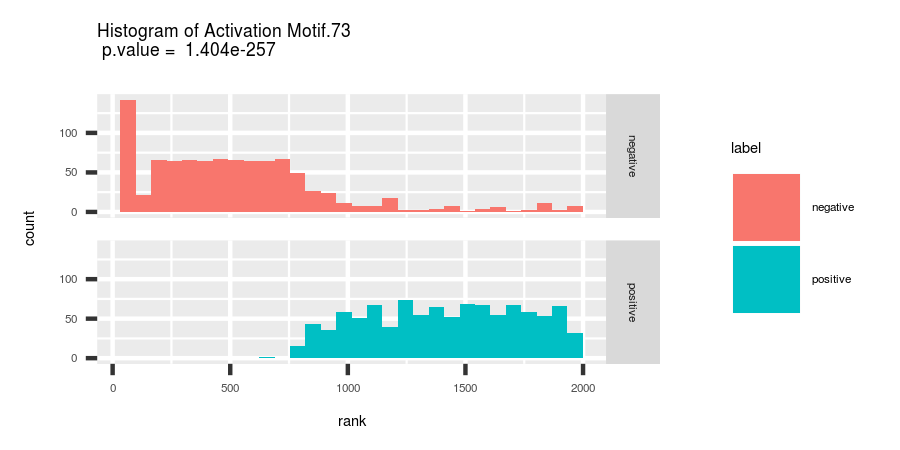 Histogram of Activation Motif.73
p.value =  1.404e-257
count
100
50
0
negative
100
50
0
positive
0 500 1000 1500 2000
rank
label
negative
positive